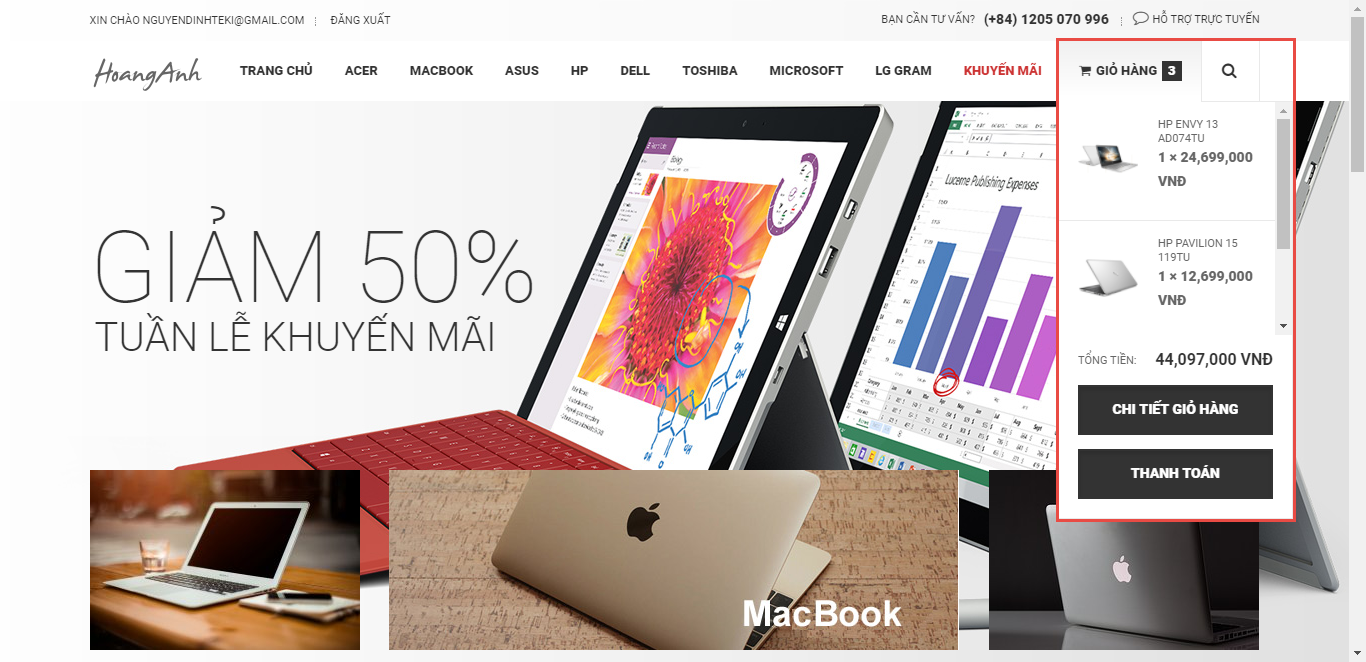 XIN CHÀO NGUYENDINHTEKI@GMAIL.COM
ĐĂNG XUẤT
BẠN CẦN TƯ VẤN? (+84) 1205 070 996
HỖ TRỢ TRỰC TUYẾN
HoangAnh
TRANG CHỦ
ACER
MACBOOK
ASUS
HP
DELL
TOSHIBA
MICROSOFT
LG GRAM
KHUYẾN MÃI
GIỎ HÀNG 3
HP ENVY 13
AD074TU
1 × 24,699,000
VNĐ
HP PAVILION 15
119TU
1 × 12,699,000
VNĐ
TỔNG TIỀN: 44,097,000 VNĐ
CHI TIẾT GIỎ HÀNG
THANH TOÁN
GIẢM 50%
TUẦN LỄ KHUYẾN MÃI
Lucerne Publishing Expenses
MacBook